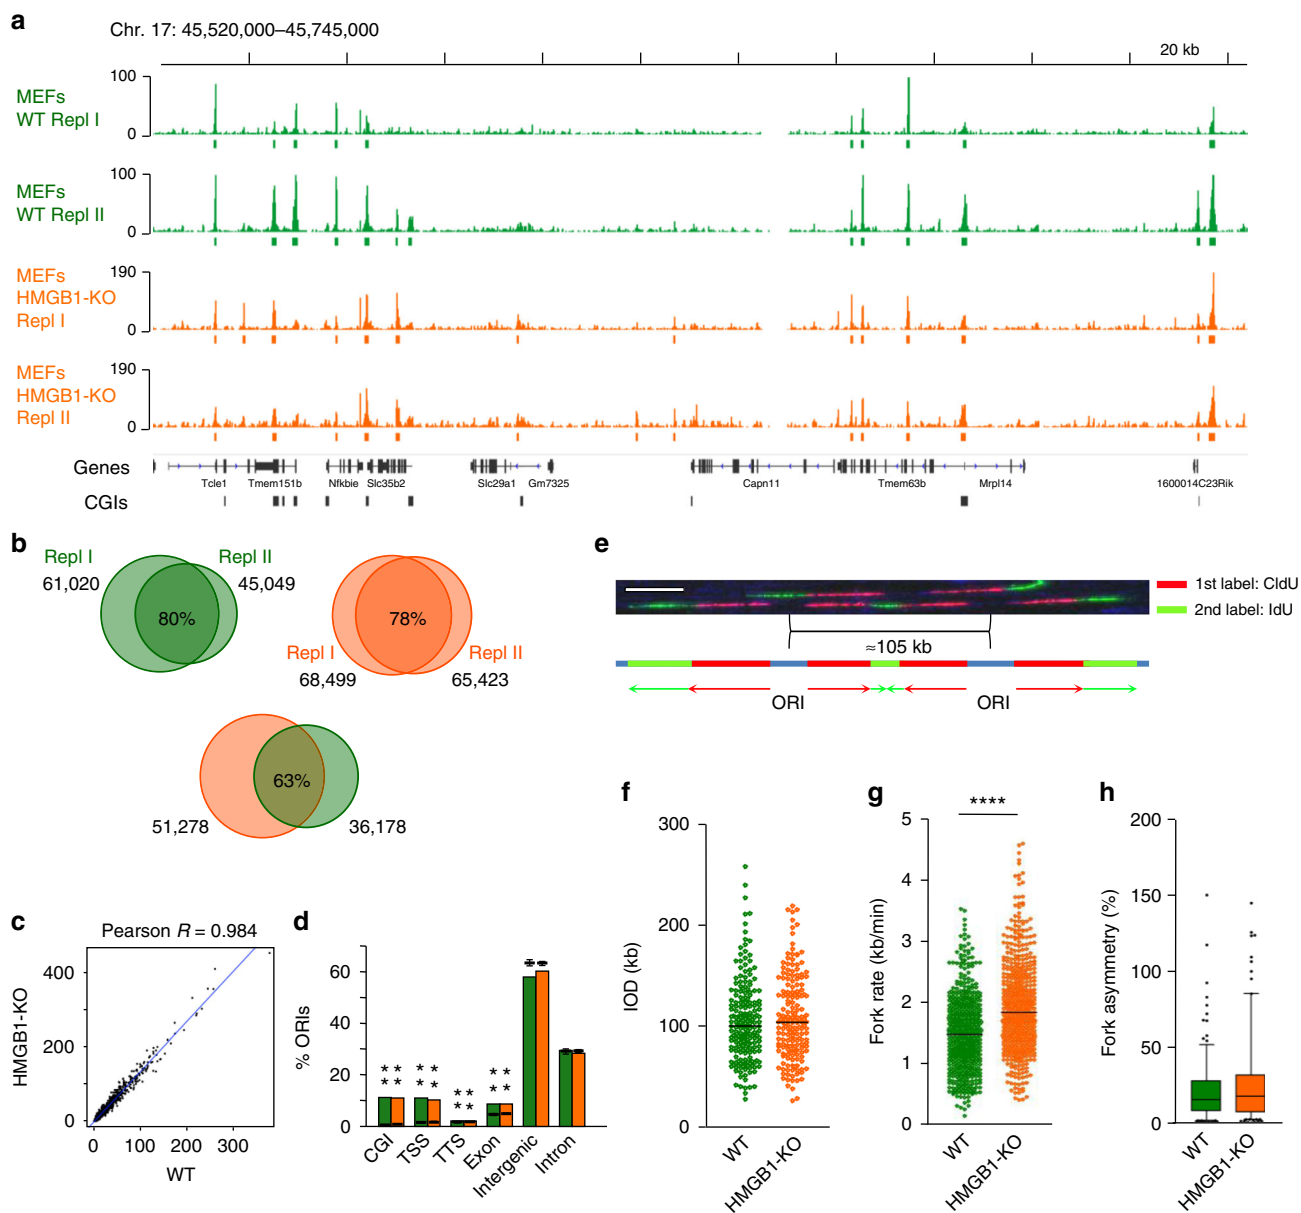 a
Chr. 17: 45,520,000–45,745,000
20 kb
MEFs
WT Repl I
100
0
MEFs
WT Repl II
100
0
MEFs
HMGB1-KO
Repl I
190
0
MEFs
HMGB1-KO
Repl II
190
0
Genes
Tcle1 Tmem151b Nfkbie Slc35b2 Slc29a1 Gm7325 Capn11 Tmem63b Mrpl14 1600014C23Rik
CGIs
b
Repl I
61,020
Repl II
45,049
80%
78%
Repl I
68,499
Repl II
65,423
63%
51,278
36,178
c
Pearson R = 0.984
HMGB1-KO
400
200
0
0 100 200 300
WT
d
% ORIs
60
40
20
0
** ** ** ** ** ** ** **
CGI TSS TTS Exon Intergenic Intron
e
1st label: CldU
2nd label: IdU
≈105 kb
ORI ORI
f
IOD (kb)
300
200
100
0
WT HMGB1-KO
g
****
Fork rate (kb/min)
5
4
3
2
1
0
WT HMGB1-KO
h
Fork asymmetry (%)
200
150
100
50
0
WT HMGB1-KO